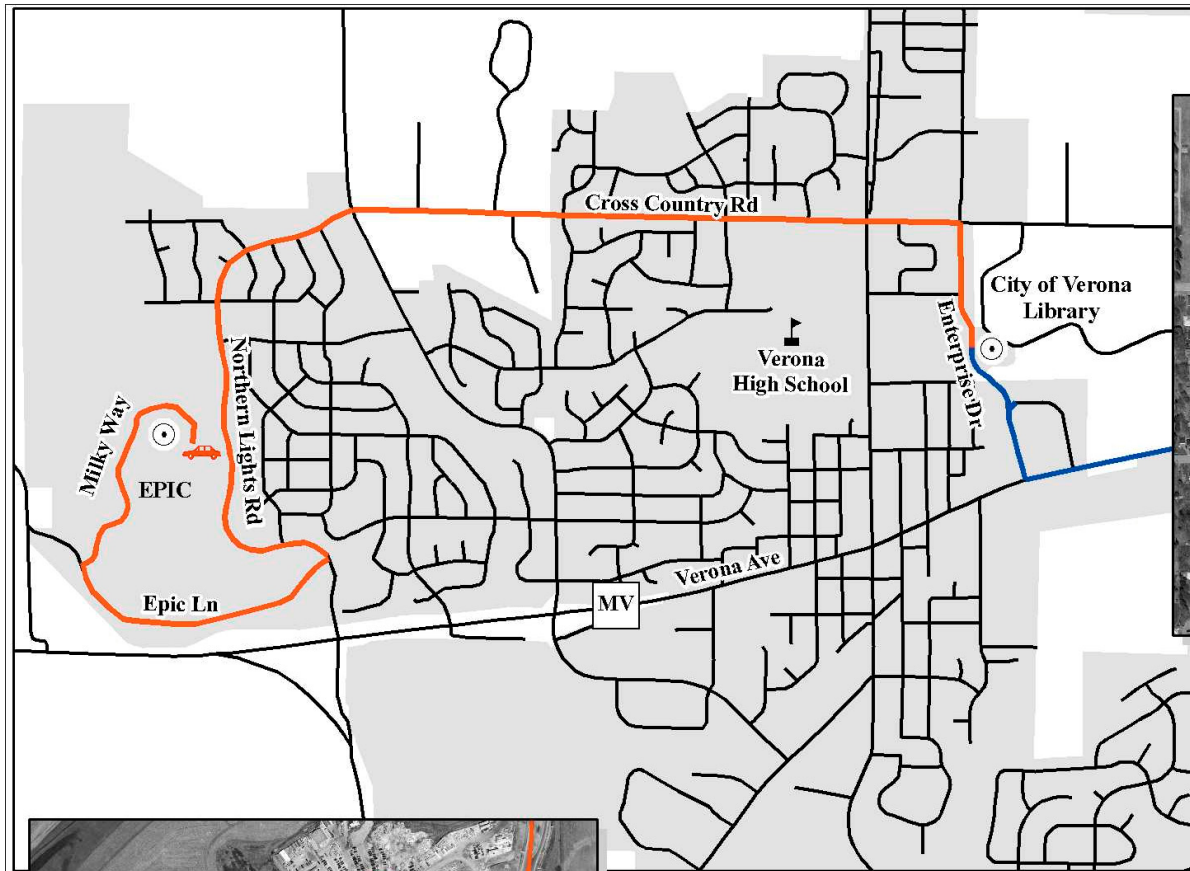 Cross Country Rd
City of Verona
Library
Enterprise Dr
Verona
High School
Northern Lights Rd
Milky Way
EPIC
Verona Ave
MV
Epic Ln